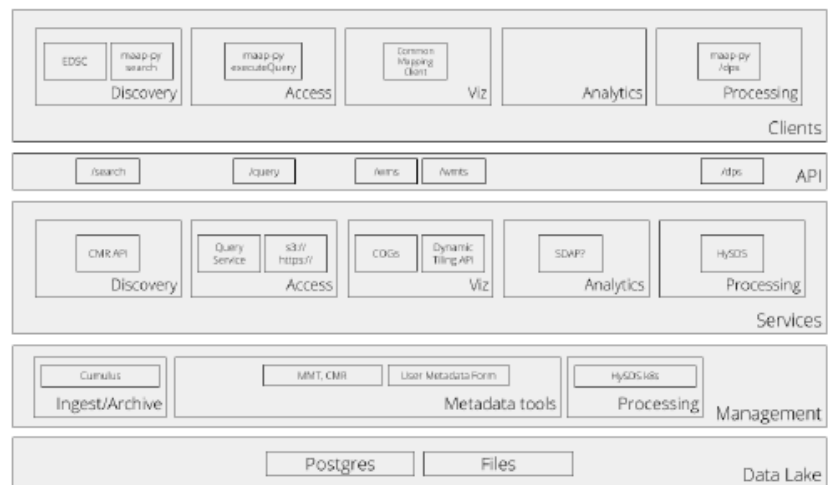 EDSC
maap-py
search
Discovery
maap-py
executeQuery
Access
Common
Mapping
Client
Viz
Analytics
maap-py
/dps
Processing
Clients
/search
/query
/wms
/wmts
/dps
API
CMR API
Discovery
Query
Service
s3://
https://
Access
COGs
Dynamic
Tiling API
Viz
SDAP?
Analytics
HySDS
Processing
Services
Cumulus
Ingest/Archive
MMT, CMR
User Metadata Form
Metadata tools
HySDS k8s
Processing
Management
Postgres
Files
Data Lake